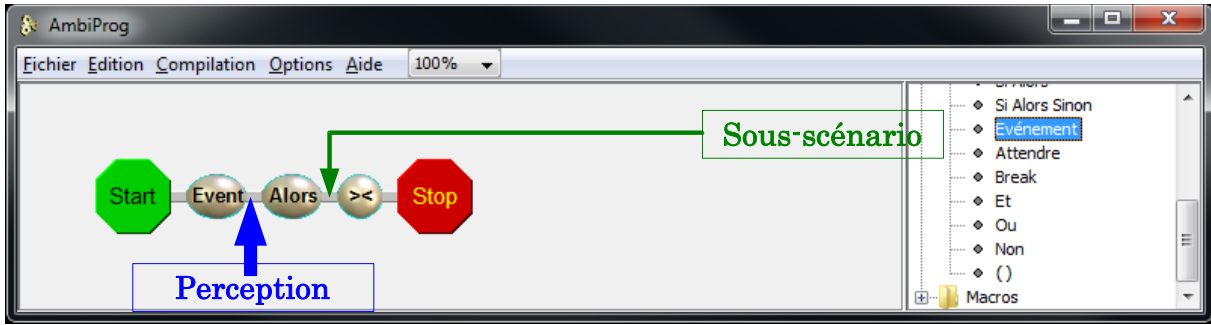 AmbiProg
Fichier Edition Compilation Options Aide 100%
Si Alors Sinon
Sous-scénario
Evénement
Attendre
Break
Start Event Alors >< Stop
Et
Ou
Non
Perception
()
Macros